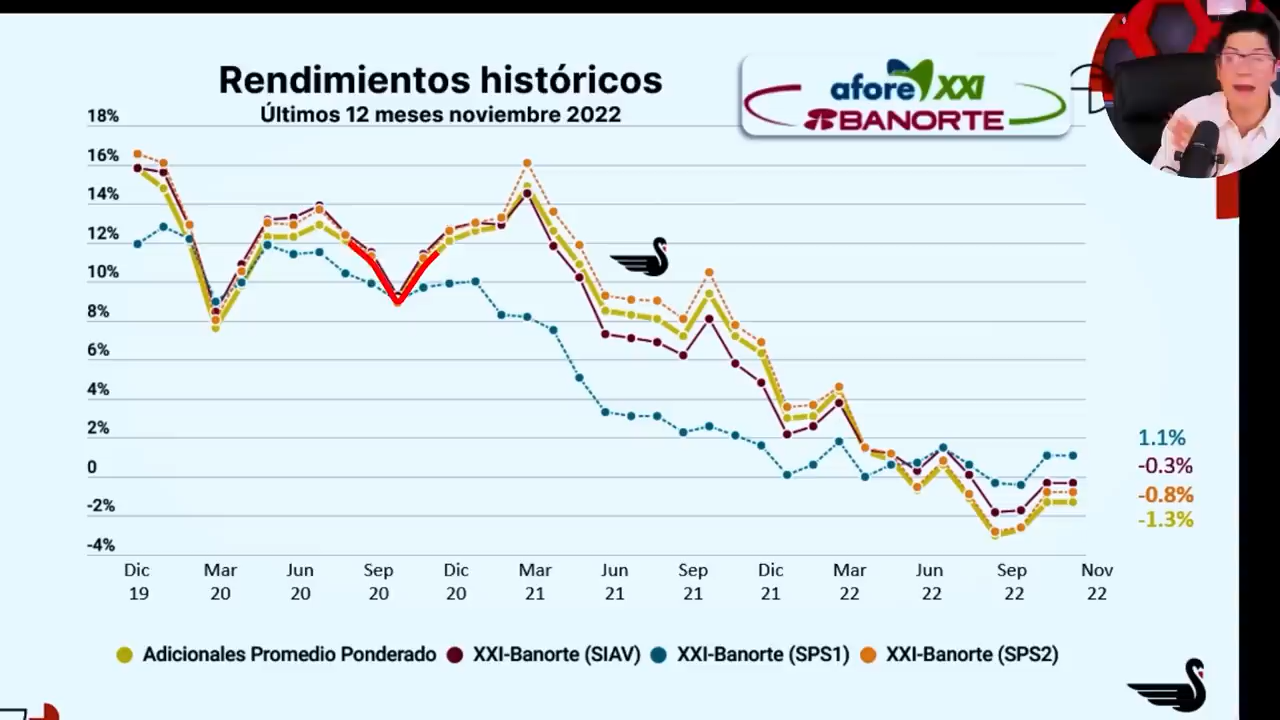 Rendimientos históricos
Últimos 12 meses noviembre 2022
afore XXI
BANORTE
18%
16%
14%
12%
10%
8%
6%
4%
2%
0
-2%
-4%
1.1%
-0.3%
-0.8%
-1.3%
Dic Mar Jun Sep Dic Mar Jun Sep Dic Mar Jun Sep Nov
19 20 20 20 20 21 21 21 21 22 22 22 22
Adicionales Promedio Ponderado XXI-Banorte (SIAV) XXI-Banorte (SPS1) XXI-Banorte (SPS2)